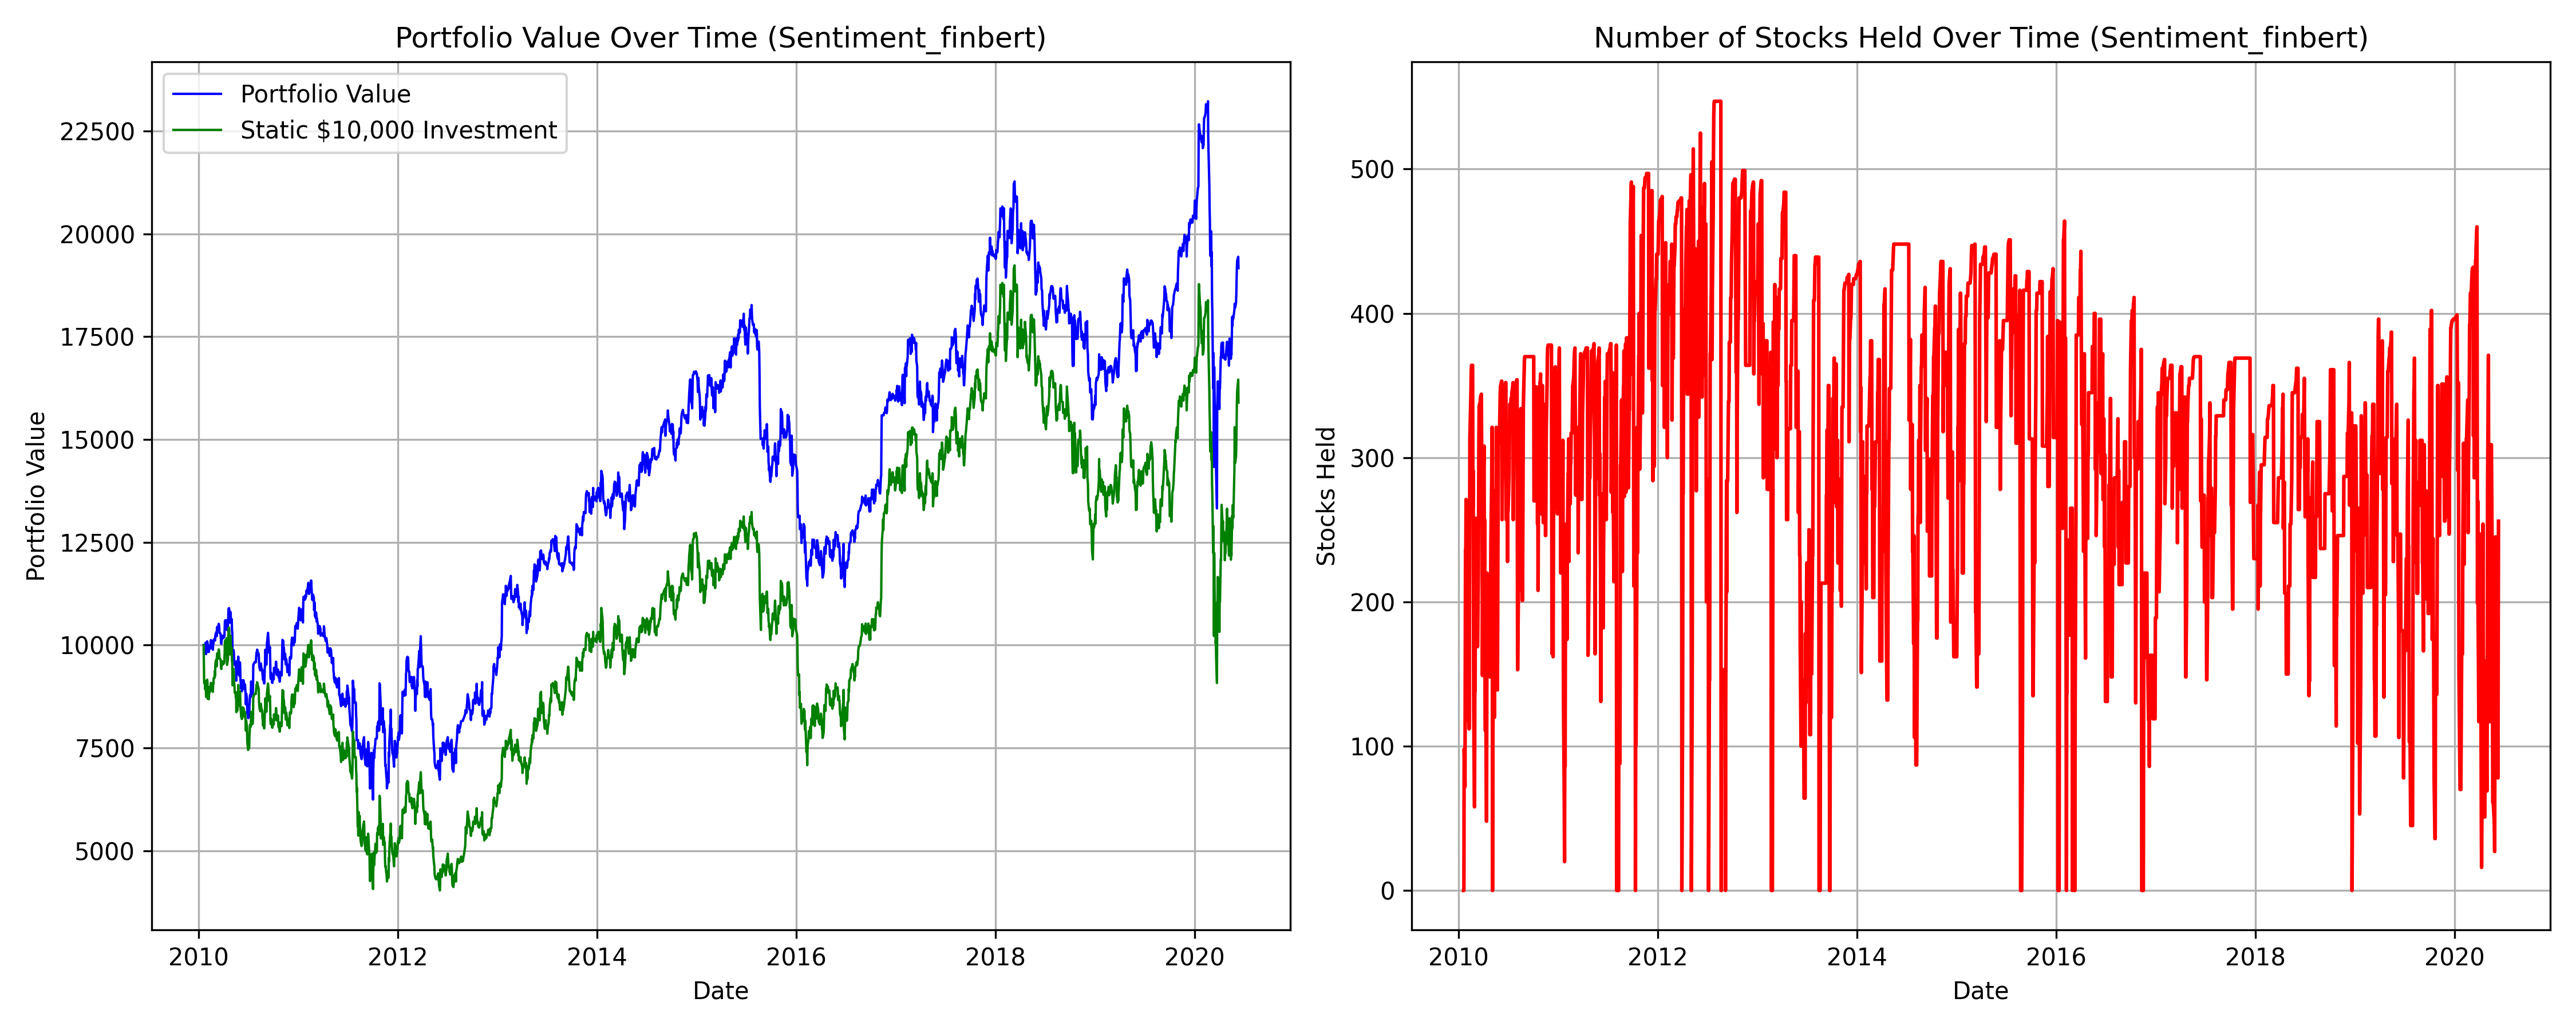 Portfolio Value Over Time (Sentiment_finbert)
Portfolio Value
Static $10,000 Investment
Portfolio Value
22500
20000
17500
15000
12500
10000
7500
5000
2010 2012 2014 2016 2018 2020
Date
Number of Stocks Held Over Time (Sentiment_finbert)
Stocks Held
500
400
300
200
100
0
2010 2012 2014 2016 2018 2020
Date